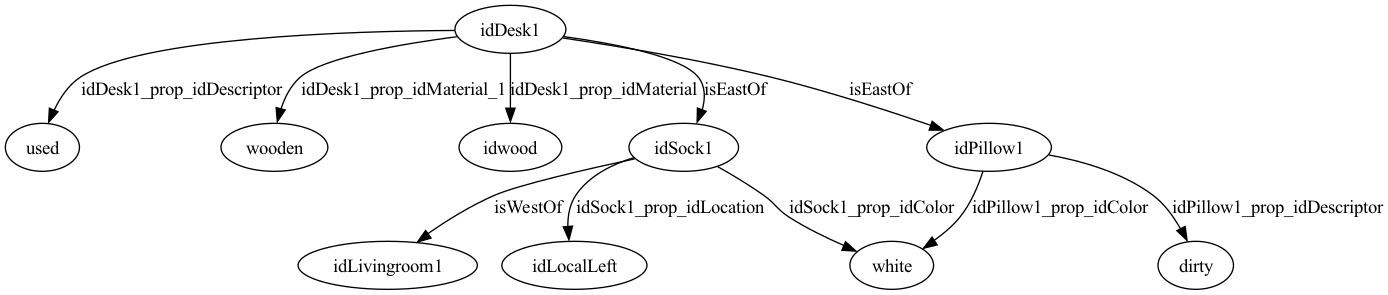 idDesk1
idDesk1_prop_idDescriptor
idDesk1_prop_idMaterial_1
idDesk1_prop_idMaterial
isEastOf
isEastOf
used
wooden
idwood
idSock1
idPillow1
isWestOf
idSock1_prop_idLocation
idSock1_prop_idColor
idPillow1_prop_idColor
idPillow1_prop_idDescriptor
idLivingroom1
idLocalLeft
white
dirty